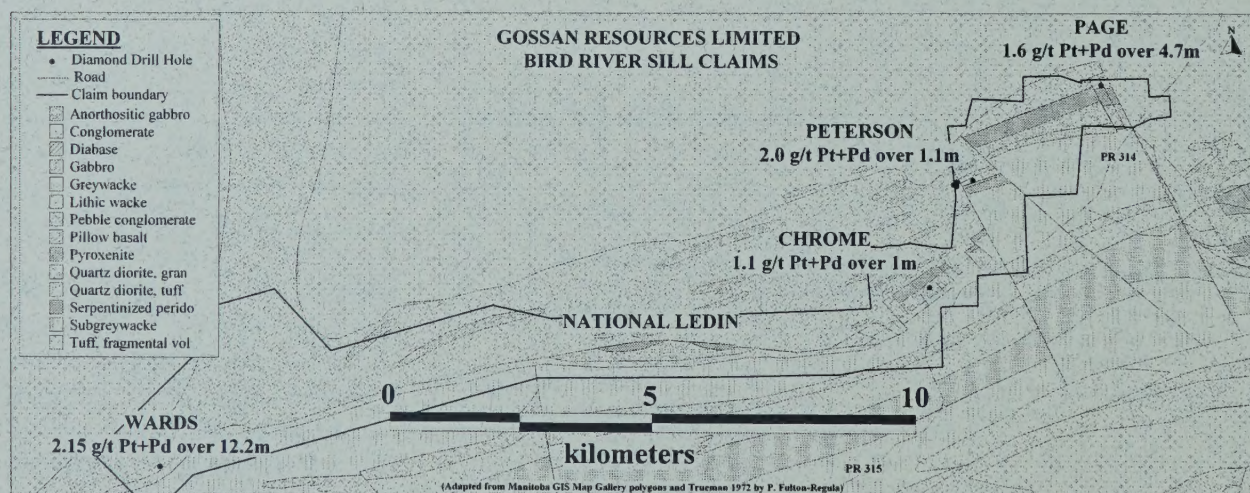 LEGEND
Diamond Drill Hole
Road
Claim boundary
Anorthositic gabbro
Conglomerate
Diabase
Gabbro
Greywacke
Lithic wacke
Pebble conglomerate
Pillow basalt
Pyroxenite
Quartz diorite, gran
Quartz diorite, tuff
Serpentinized perido
Subgreywacke
Tuff, fragmental vol
GOSSAN RESOURCES LIMITED
BIRD RIVER SILL CLAIMS
PAGE
1.6 g/t Pt+Pd over 4.7m
N
PETERSON
2.0 g/t Pt+Pd over 1.1m
PR 314
CHROME
1.1 g/t Pt+Pd over 1m
NATIONAL LEDIN
0 5 10
kilometers
WARDS
2.15 g/t Pt+Pd over 12.2m
PR 315
(Adapted from Manitoba GIS Map Gallery polygons and Trueman 1972 by P. Fulton-Regula)